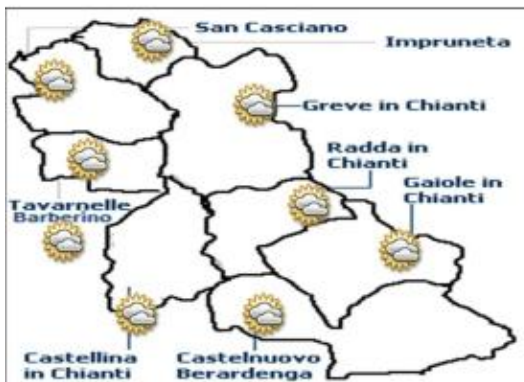 San Casciano
Impruneta
Greve in Chianti
Radda in
Chianti
Gaiole in
Chianti
Tavarnelle
Barberino
Castellina
in Chianti
Castelnuovo
Berardenga